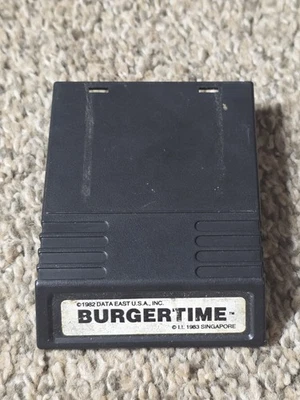 ©1982 DATA EAST U.S.A., INC.
BURGERTIME™
© I.I. 1983 SINGAPORE